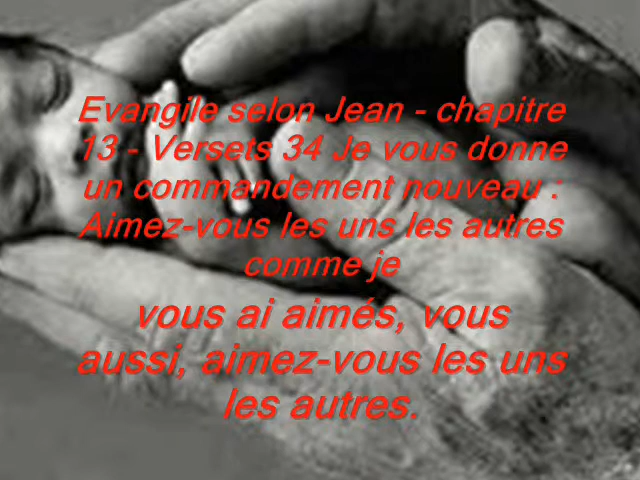 Evangile selon Jean - chapitre
13 - Versets 34 Je vous donne
un commandement nouveau :
Aimez-vous les uns les autres
comme je
vous ai aimés, vous
aussi, aimez-vous les uns
les autres.